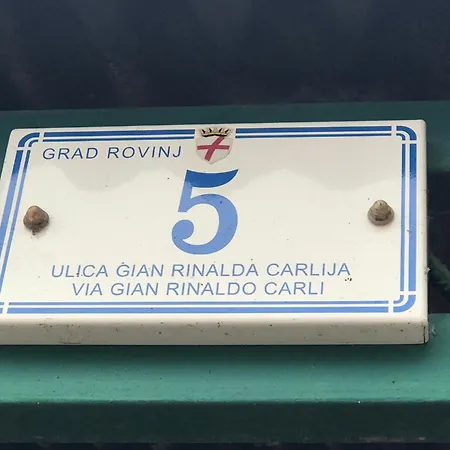 GRAD ROVINJ
5
ULICA GIAN RINALDA CARLIJA
VIA GIAN RINALDO CARLI